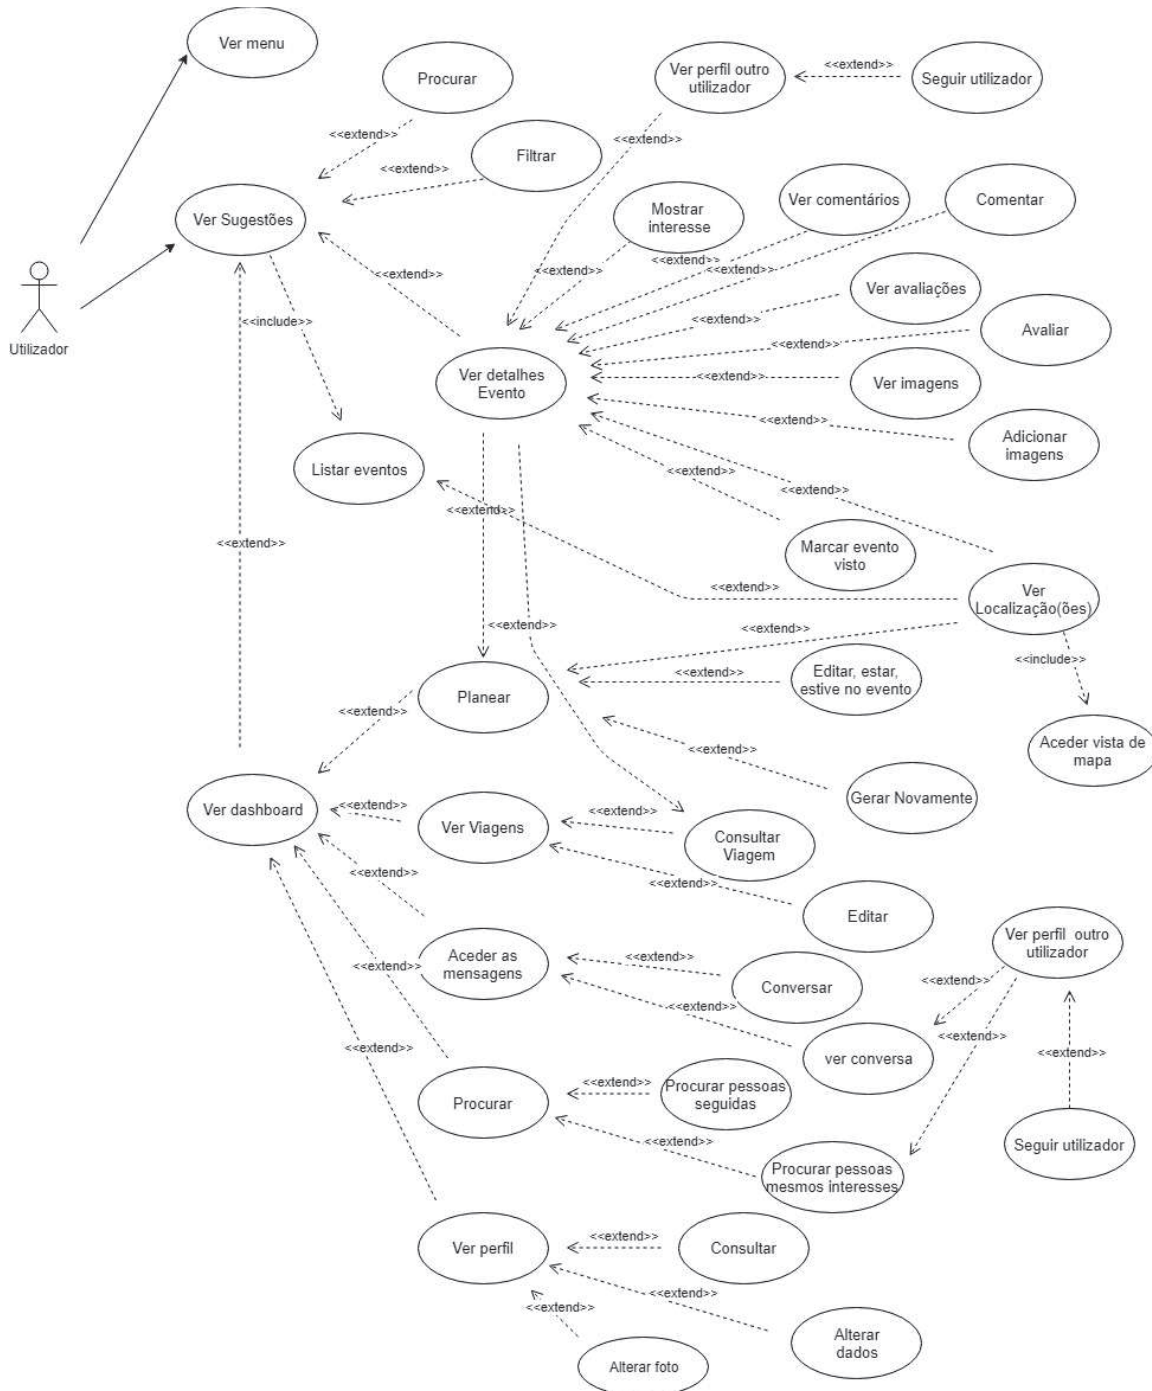 Ver menu
Procurar
<<extend>>
Ver perfil outro
utilizador
<<extend>>
Seguir utilizador
<<extend>>
<<extend>>
Filtrar
<<extend>>
Ver Sugestões
Mostrar
interesse
Ver comentários
Comentar
<<extend>>
<<extend>>
<<extend>>
<<extend>>
Utilizador
<<include>>
Ver avaliações
<<extend>>
Avaliar
<<extend>>
Ver detalhes
Evento
<<extend>>
Ver imagens
<<extend>>
Adicionar
imagens
Listar eventos
<<extend>>
<<extend>>
<<extend>>
<<extend>>
Marcar evento
visto
<<extend>>
Ver
Localização(ões)
<<extend>>
<<extend>>
<<include>>
<<extend>>
Editar, estar,
estive no evento
Planear
<<extend>>
<<extend>>
Aceder vista de
mapa
Gerar Novamente
Ver dashboard
<<extend>>
Ver Viagens
<<extend>>
Consultar
Viagem
<<extend>>
<<extend>>
Editar
Ver perfil outro
utilizador
Aceder as
mensagens
<<extend>>
Conversar
<<extend>>
<<extend>>
<<extend>>
<<extend>>
<<extend>>
ver conversa
<<extend>>
Procurar
<<extend>>
Procurar pessoas
seguidas
<<extend>>
Procurar pessoas
mesmos interesses
Seguir utilizador
Ver perfil
<<extend>>
Consultar
<<extend>>
<<extend>>
Alterar
dados
Alterar foto